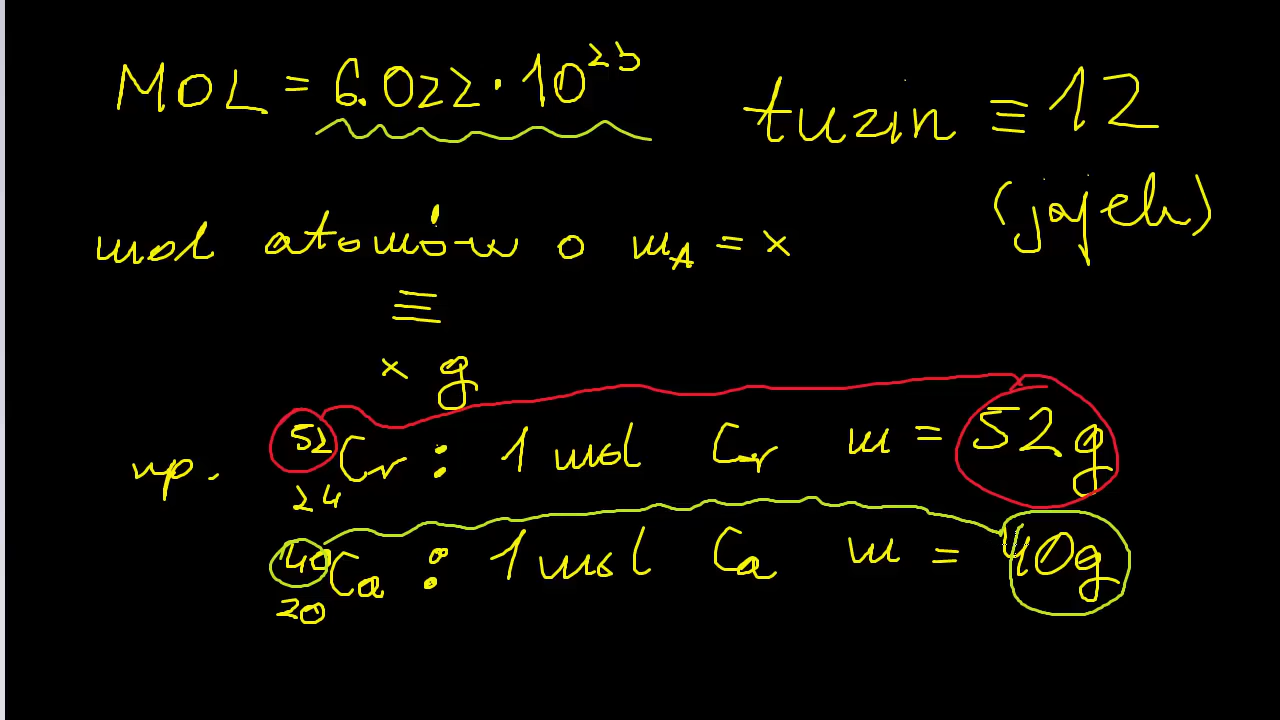 MOL = 6.022 · 10²³
tuzin ≡ 12
(jajek)
mol atomów o m_A = x
≡
x g
np. ⁵²₂₄Cr : 1 mol Cr m = 52g
⁴⁰₂₀Ca : 1 mol Ca m = 40g